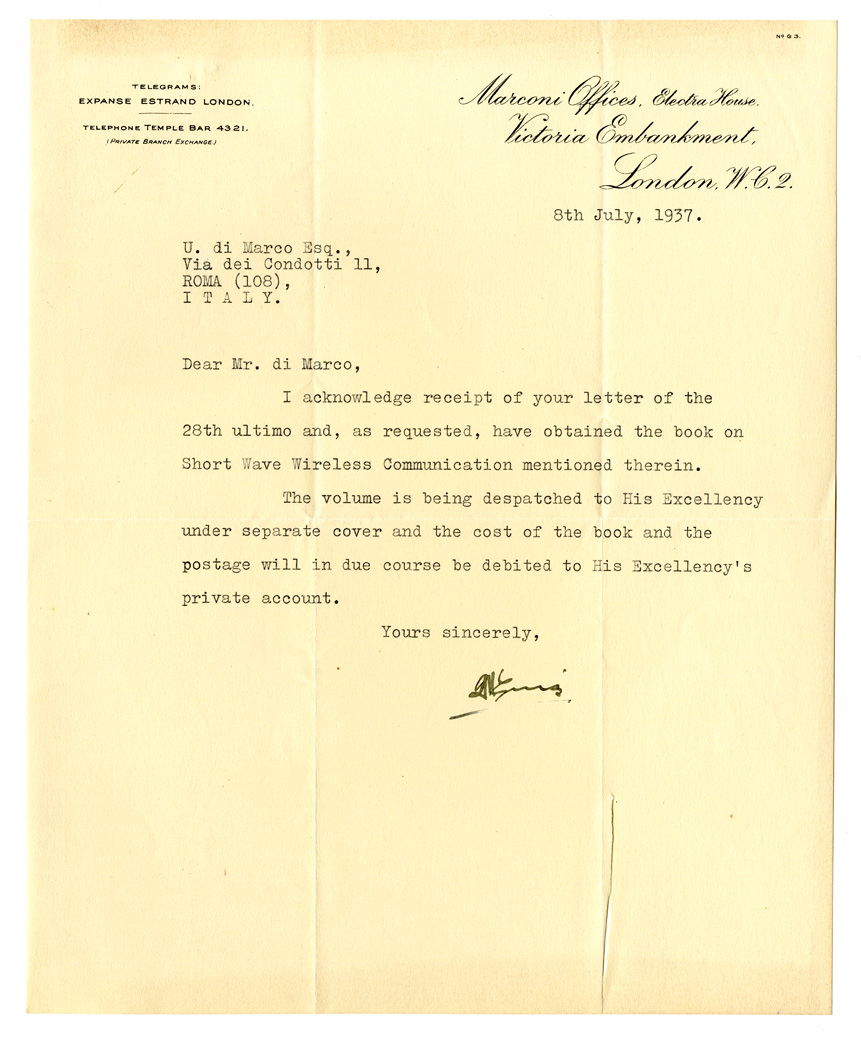 Nº G 3.
TELEGRAMS:
EXPANSE ESTRAND LONDON.
TELEPHONE TEMPLE BAR 4321.
(PRIVATE BRANCH EXCHANGE.)
Marconi Offices, Electra House.
Victoria Embankment,
London, W.C.2.
8th July, 1937.
U. di Marco Esq.,
Via dei Condotti 11,
ROMA (108),
I T A L Y.
Dear Mr. di Marco,
I acknowledge receipt of your letter of the
28th ultimo and, as requested, have obtained the book on
Short Wave Wireless Communication mentioned therein.
The volume is being despatched to His Excellency
under separate cover and the cost of the book and the
postage will in due course be debited to His Excellency's
private account.
Yours sincerely,